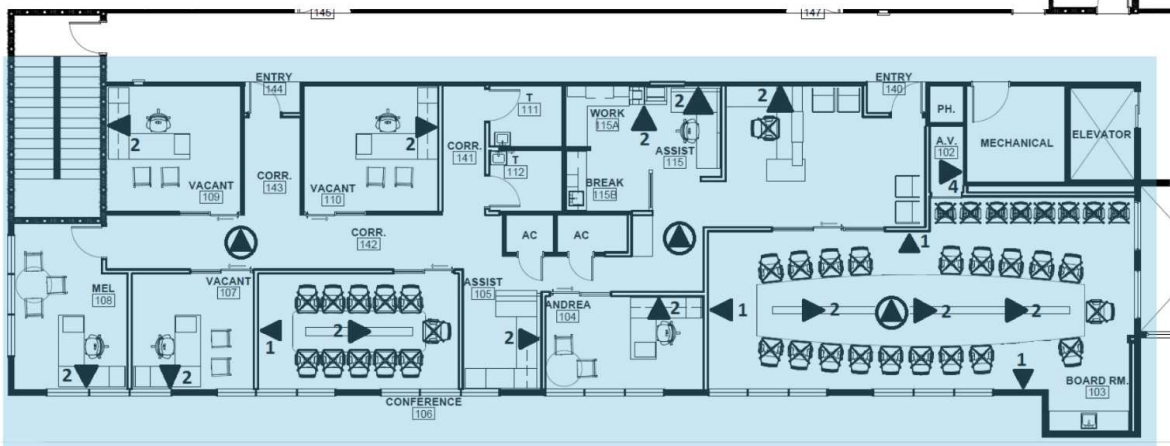 145
147
ENTRY
144
ENTRY
140
T
111
WORK
115A
2
2
2
2
2
2
ASSIST
115
PH.
A.V.
102
4
MECHANICAL
ELEVATOR
CORR.
141
T
112
BREAK
115B
VACANT
109
CORR.
143
VACANT
110
CORR.
142
AC
AC
1
MEL
108
VACANT
107
ASSIST
105
ANDREA
104
2
1
2
2
2
1
2
2
2
2
1
BOARD RM.
103
CONFERENCE
106